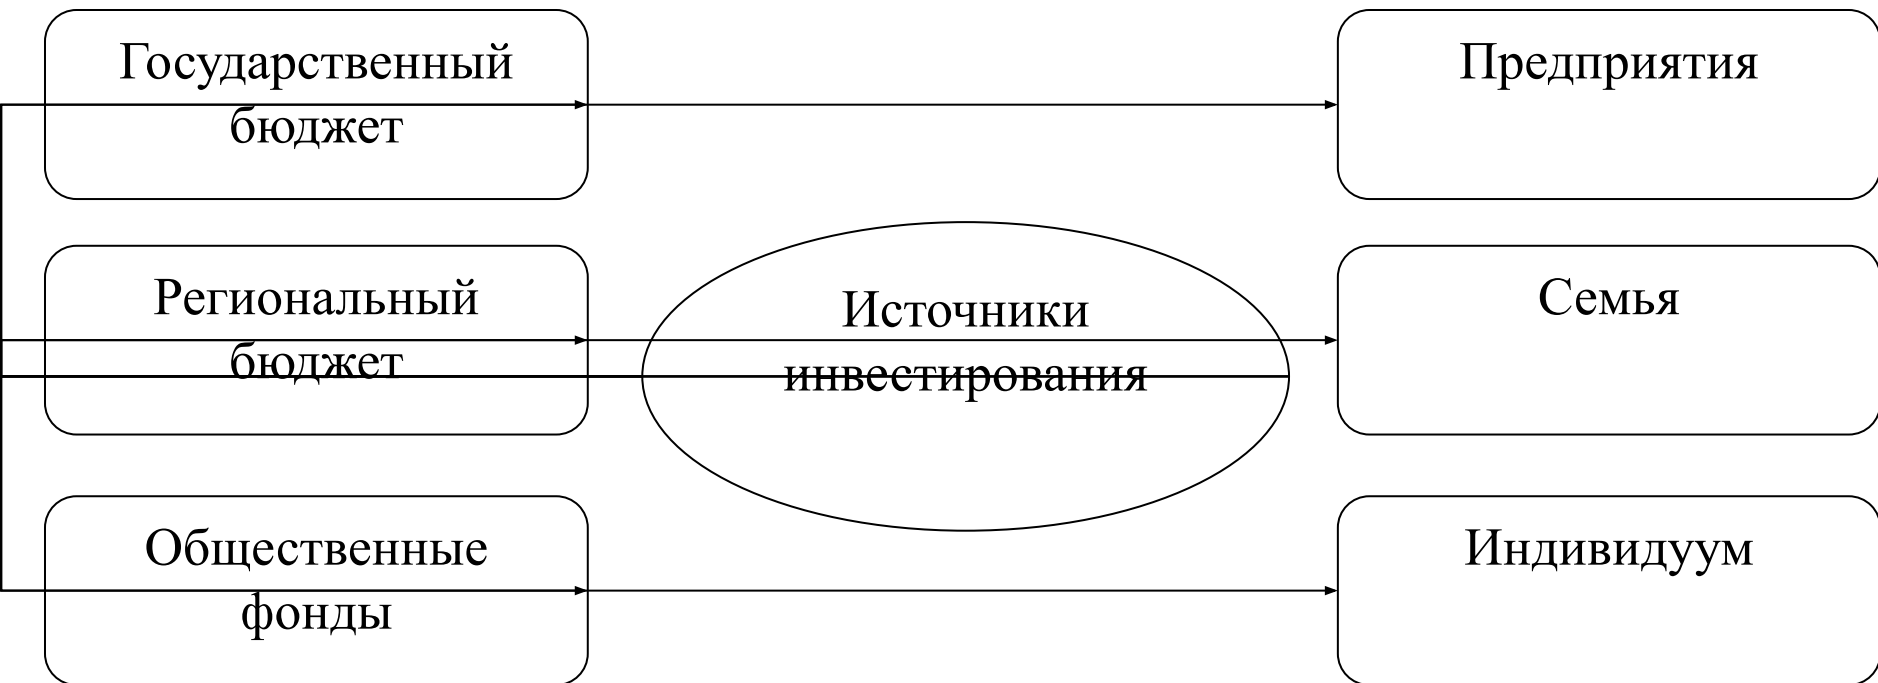 Государственный
бюджет
Предприятия
Региональный
бюджет
Источники
инвестирования
Семья
Общественные
фонды
Индивидуум